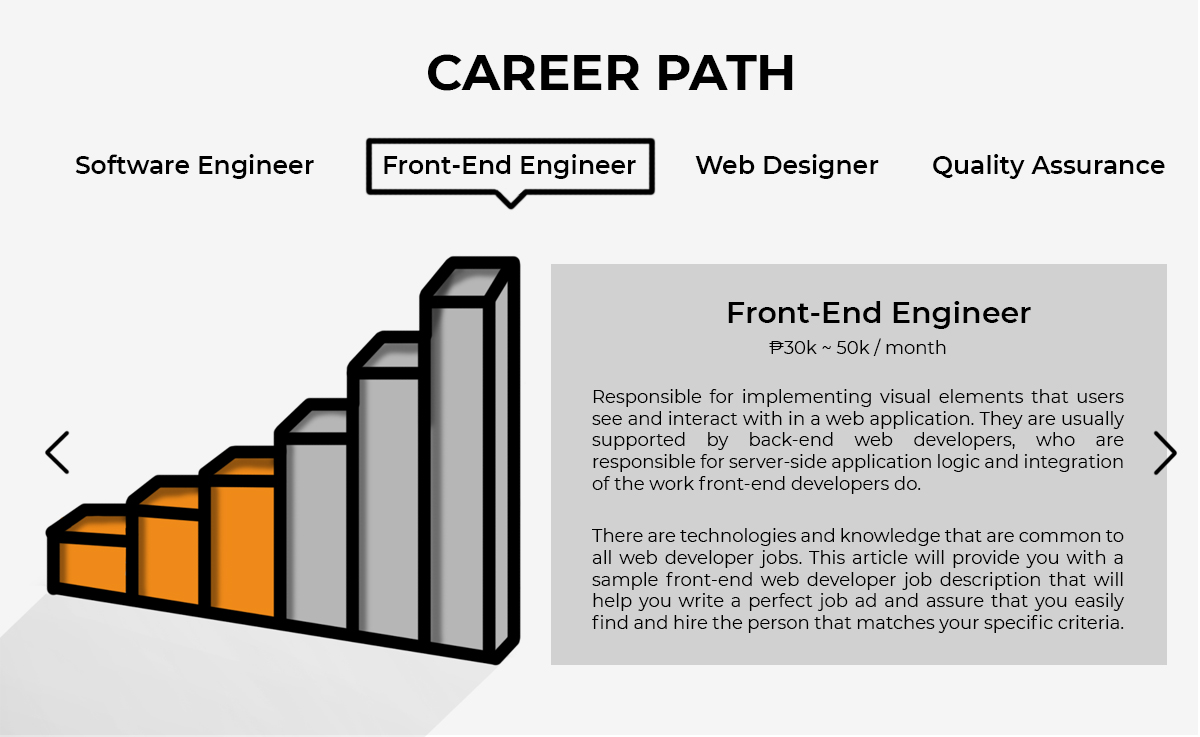 CAREER PATH
Software Engineer
Front-End Engineer
Web Designer
Quality Assurance
Front-End Engineer
₱30k ~ 50k / month
Responsible for implementing visual elements that users
see and interact with in a web application. They are usually
supported by back-end web developers, who are
responsible for server-side application logic and integration
of the work front-end developers do.
There are technologies and knowledge that are common to
all web developer jobs. This article will provide you with a
sample front-end web developer job description that will
help you write a perfect job ad and assure that you easily
find and hire the person that matches your specific criteria.